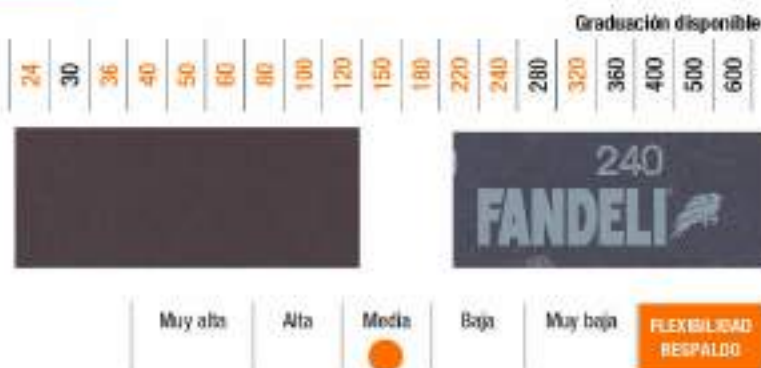 Graduación disponible
24 30 36 40 50 60 80 100 120 150 180 220 240 280 320 360 400 500 600
240
FANDELI
Muy alta Alta Media Baja Muy baja FLEXIBILIDAD
RESPALDO